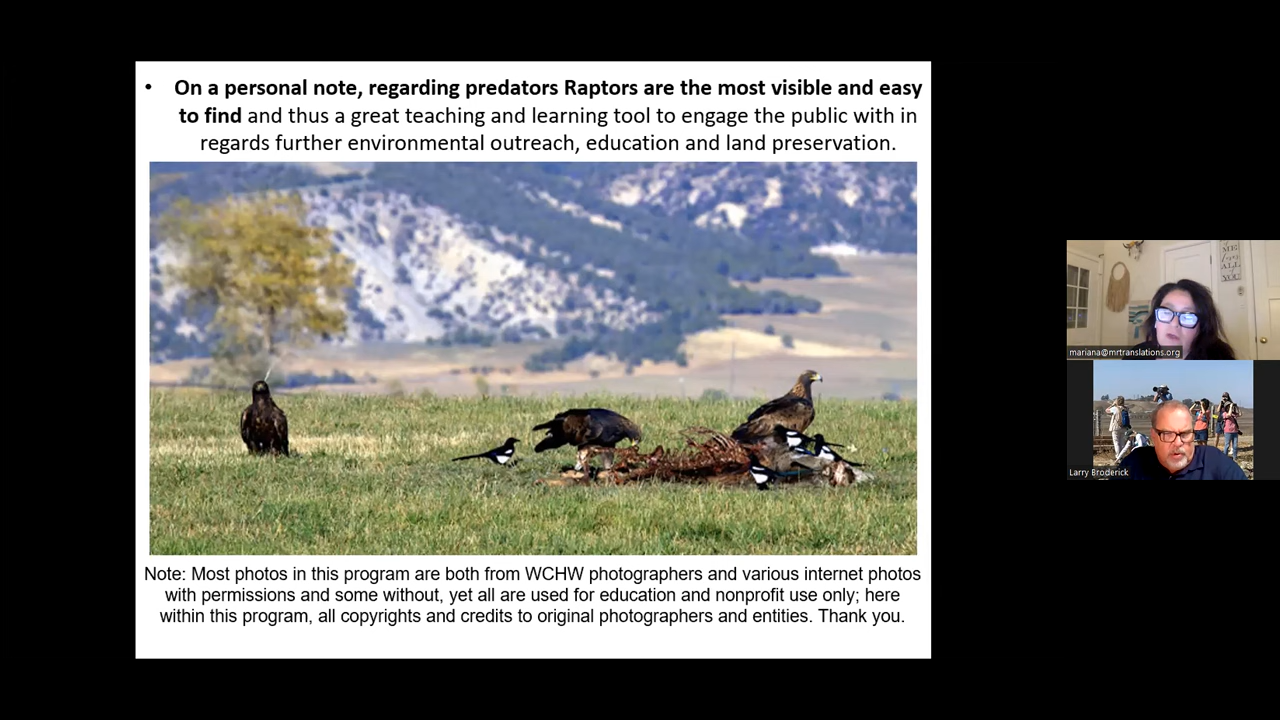 • On a personal note, regarding predators Raptors are the most visible and easy
to find and thus a great teaching and learning tool to engage the public with in
regards further environmental outreach, education and land preservation.
Note: Most photos in this program are both from WCHW photographers and various internet photos
with permissions and some without, yet all are used for education and nonprofit use only; here
within this program, all copyrights and credits to original photographers and entities. Thank you.
mariana@mrtranslations.org
Larry Broderick